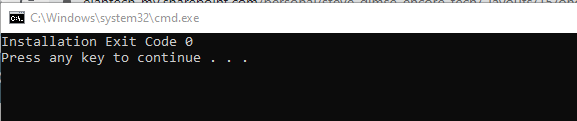 C:\Windows\system32\cmd.exe
Installation Exit Code 0
Press any key to continue . . .